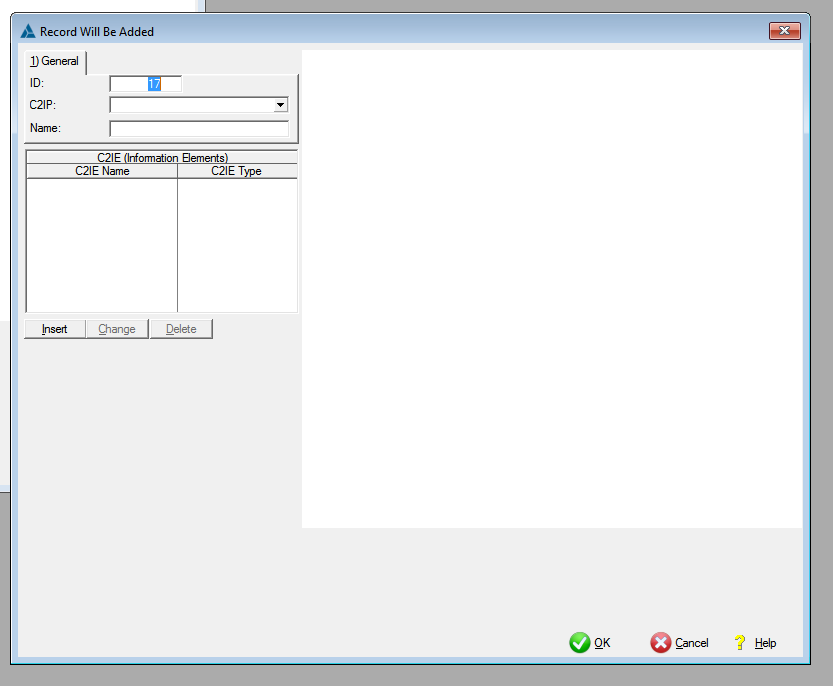 Record Will Be Added
1) General
ID: 17
C2IP:
Name:
C2IE (Information Elements)
C2IE Name C2IE Type
Insert Change Delete
OK Cancel ? Help